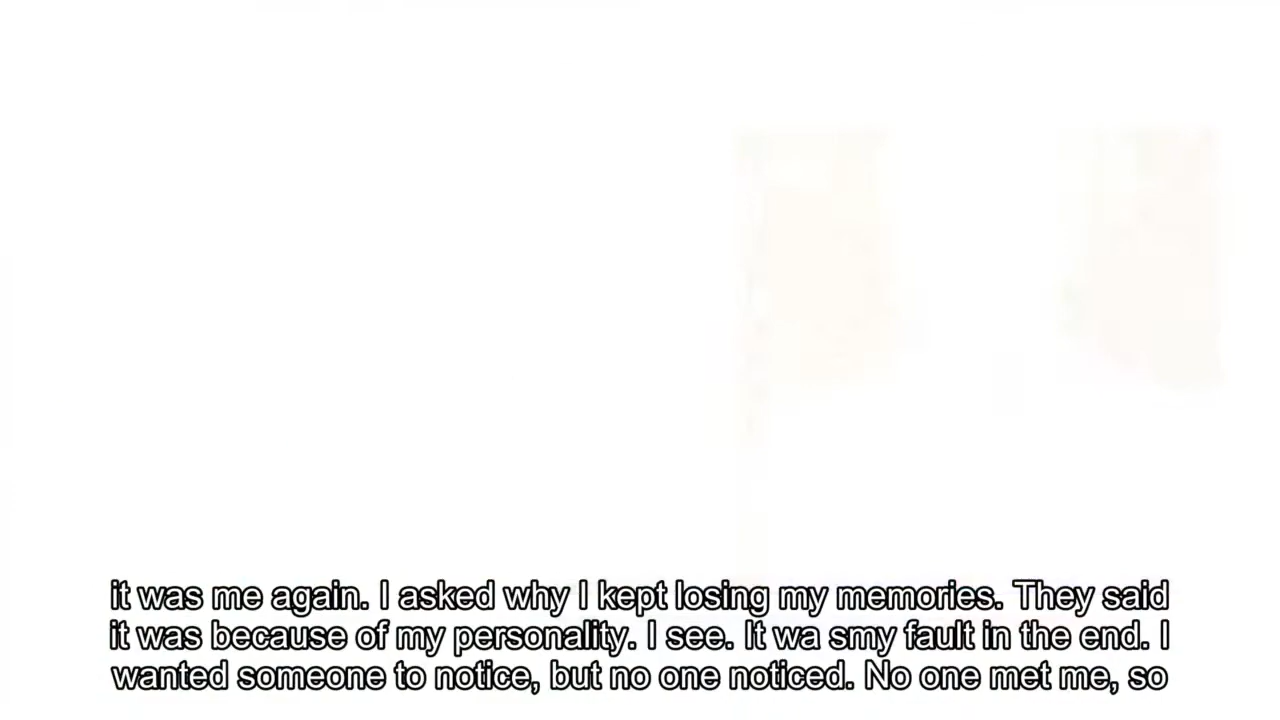 it was me again. I asked why I kept losing my memories. They said
it was because of my personality. I see. It wa smy fault in the end. I
wanted someone to notice, but no one noticed. No one met me, so